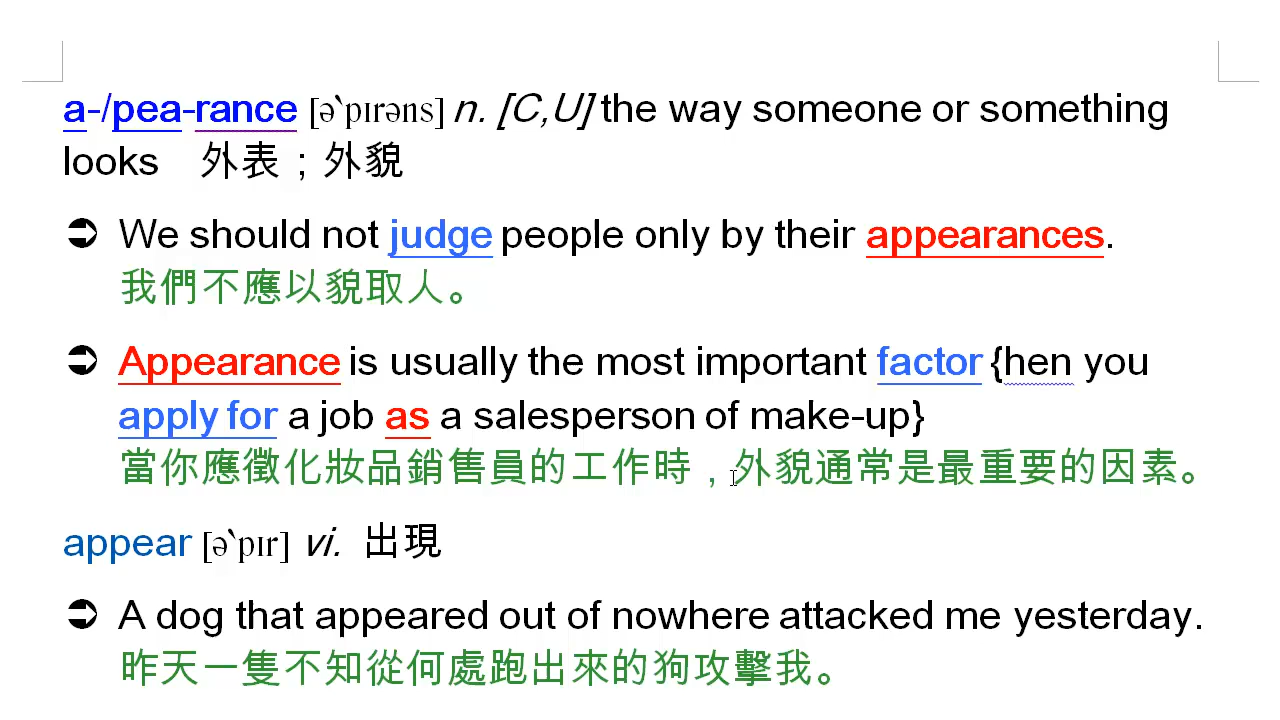 a-/pea-rance [əˋpɪrəns] n. [C,U] the way someone or something
looks 外表；外貌
➲ We should not judge people only by their appearances.
我們不應以貌取人。
➲ Appearance is usually the most important factor {hen you
apply for a job as a salesperson of make-up}
當你應徵化妝品銷售員的工作時，外貌通常是最重要的因素。
appear [əˋpɪr] vi. 出現
➲ A dog that appeared out of nowhere attacked me yesterday.
昨天一隻不知從何處跑出來的狗攻擊我。